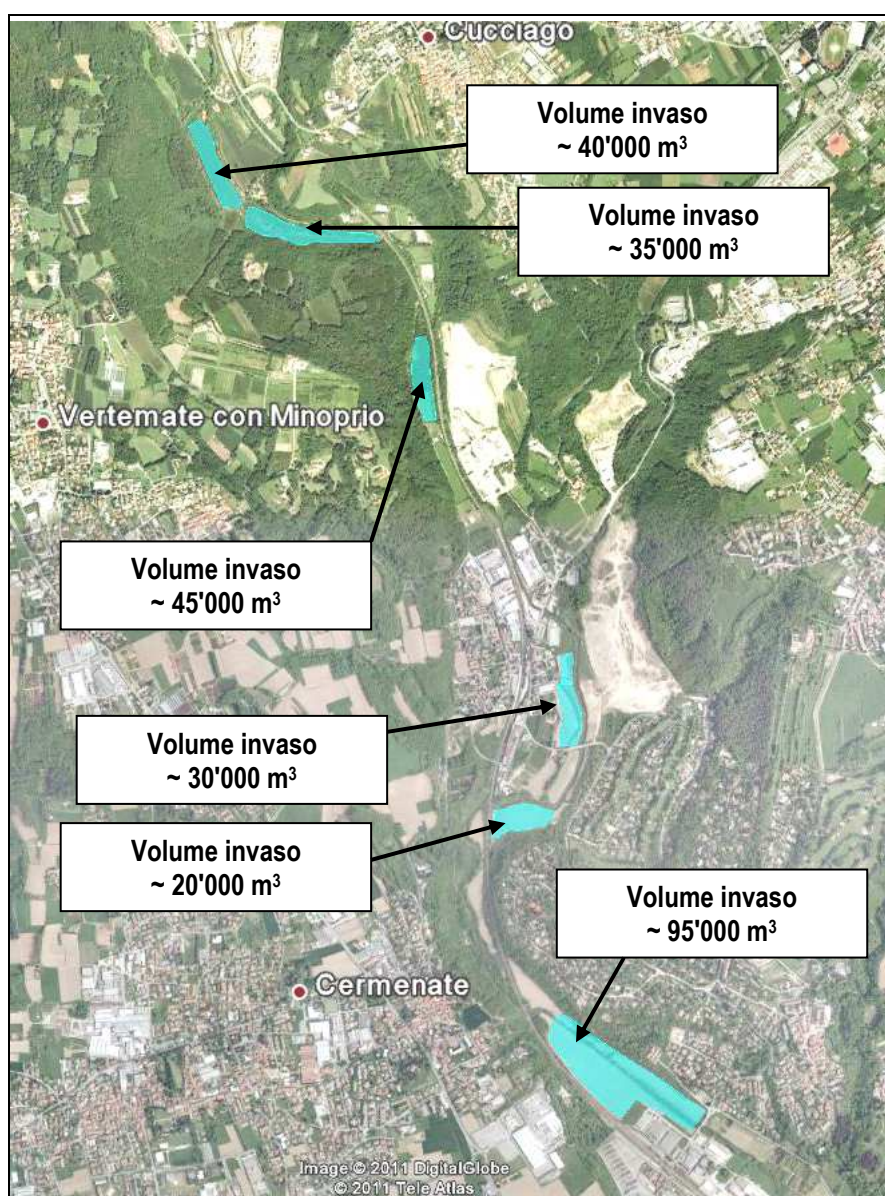 Cucciago
Volume invaso
~ 40'000 m³
Volume invaso
~ 35'000 m³
Vertemate con Minoprio
Volume invaso
~ 45'000 m³
Volume invaso
~ 30'000 m³
Volume invaso
~ 20'000 m³
Volume invaso
~ 95'000 m³
Cermenate
Image © 2011 DigitalGlobe
© 2011 Tele Atlas